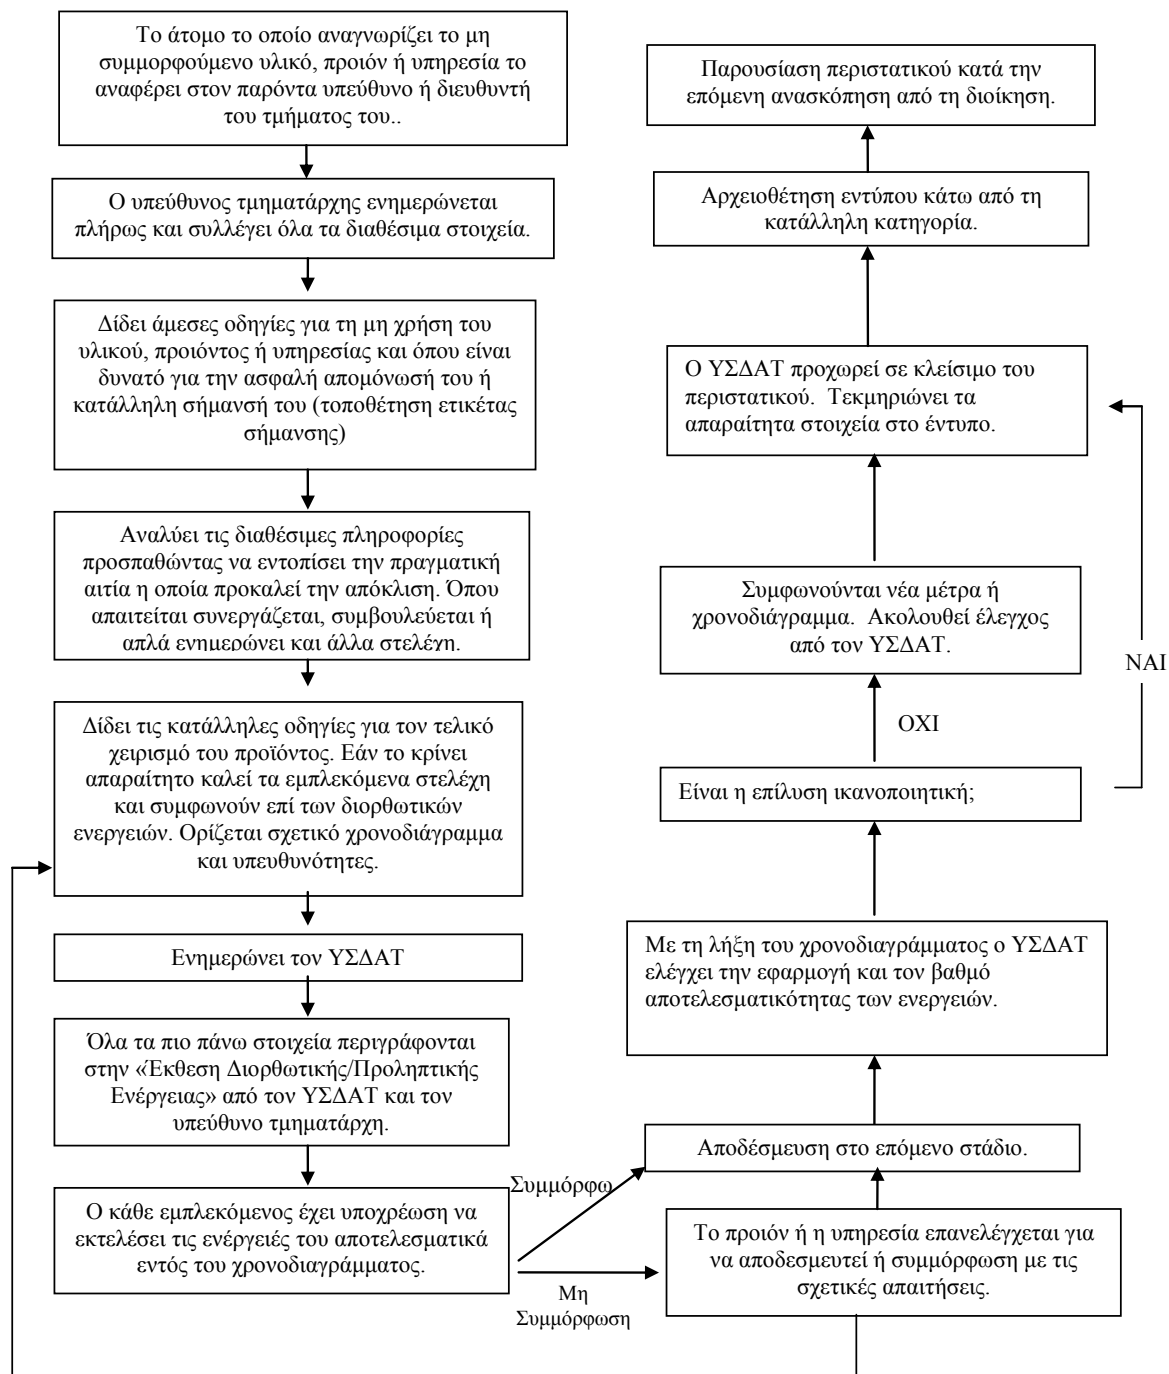 Το άτομο το οποίο αναγνωρίζει το μη
συμμορφούμενο υλικό, προιόν ή υπηρεσία το
αναφέρει στον παρόντα υπεύθυνο ή διευθυντή
του τμήματος του..
Ο υπεύθυνος τμηματάρχης ενημερώνεται
πλήρως και συλλέγει όλα τα διαθέσιμα στοιχεία.
Δίδει άμεσες οδηγίες για τη μη χρήση του
υλικού, προιόντος ή υπηρεσίας και όπου είναι
δυνατό για την ασφαλή απομόνωσή του ή
κατάλληλη σήμανσή του (τοποθέτηση ετικέτας
σήμανσης)
Αναλύει τις διαθέσιμες πληροφορίες
προσπαθώντας να εντοπίσει την πραγματική
αιτία η οποία προκαλεί την απόκλιση. Όπου
απαιτείται συνεργάζεται, συμβουλεύεται ή
απλά ενημερώνει και άλλα στελέχη.
Δίδει τις κατάλληλες οδηγίες για τον τελικό
χειρισμό του προϊόντος. Εάν το κρίνει
απαραίτητο καλεί τα εμπλεκόμενα στελέχη
και συμφωνούν επί των διορθωτικών
ενεργειών. Ορίζεται σχετικό χρονοδιάγραμμα
και υπευθυνότητες.
Ενημερώνει τον ΥΣΔΑΤ
Όλα τα πιο πάνω στοιχεία περιγράφονται
στην «Έκθεση Διορθωτικής/Προληπτικής
Ενέργειας» από τον ΥΣΔΑΤ και τον
υπεύθυνο τμηματάρχη.
Ο κάθε εμπλεκόμενος έχει υποχρέωση να
εκτελέσει τις ενέργειές του αποτελεσματικά
εντός του χρονοδιάγραμματος.
Συμμόρφω
Μη
Συμμόρφωση
Το προιόν ή η υπηρεσία επανελέγχεται για
να αποδεσμευτεί ή συμμόρφωση με τις
σχετικές απαιτήσεις.
Αποδέσμευση στο επόμενο στάδιο.
Με τη λήξη του χρονοδιαγράμματος ο ΥΣΔΑΤ
ελέγχει την εφαρμογή και τον βαθμό
αποτελεσματικότητας των ενεργειών.
Είναι η επίλυση ικανοποιητική;
ΟΧΙ
ΝΑΙ
Συμφωνούνται νέα μέτρα ή
χρονοδιάγραμμα. Ακολουθεί έλεγχος
από τον ΥΣΔΑΤ.
Ο ΥΣΔΑΤ προχωρεί σε κλείσιμο του
περιστατικού. Τεκμηριώνει τα
απαραίτητα στοιχεία στο έντυπο.
Αρχειοθέτηση εντύπου κάτω από τη
κατάλληλη κατηγορία.
Παρουσίαση περιστατικού κατά την
επόμενη ανασκόπηση από τη διοίκηση.